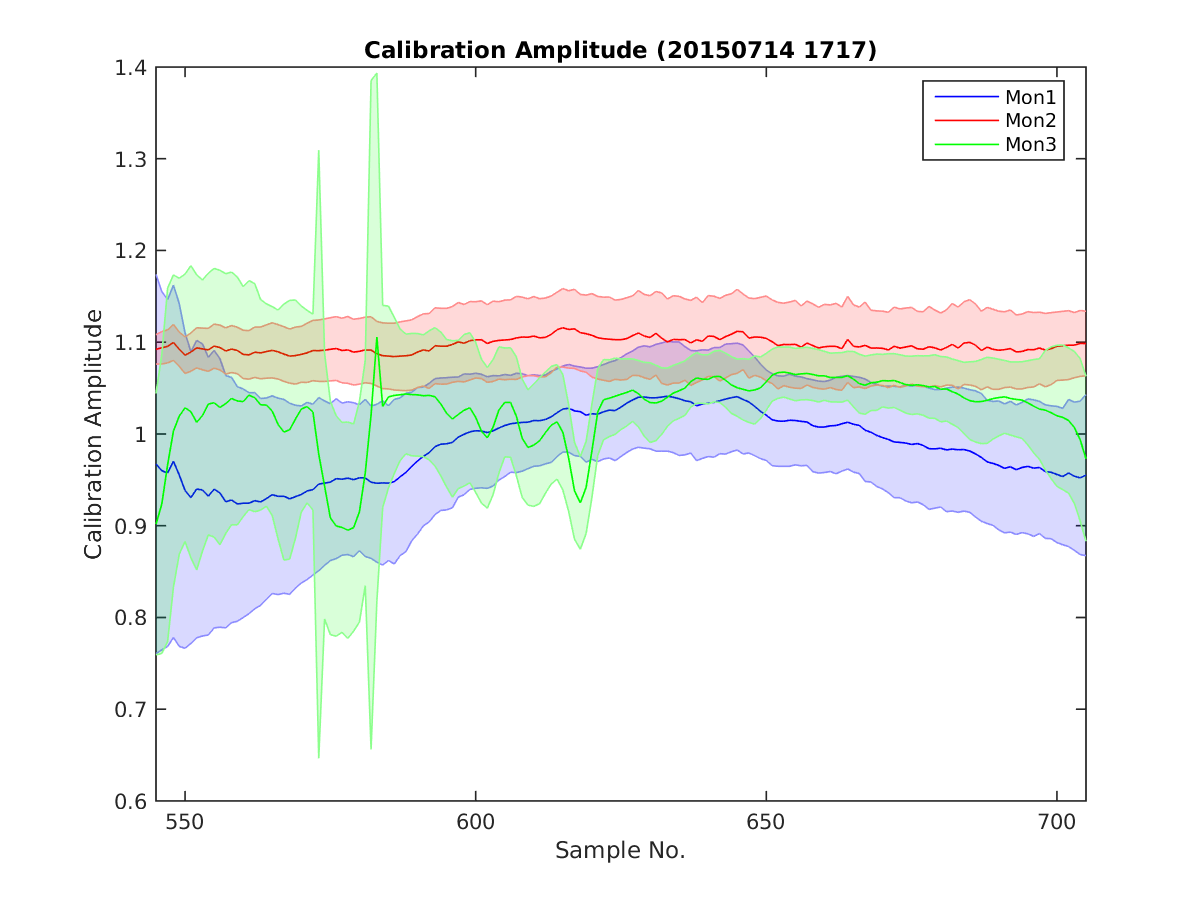 Calibration Amplitude (20150714 1717)
Mon1
Mon2
Mon3
Calibration Amplitude
1.4
1.3
1.2
1.1
1
0.9
0.8
0.7
0.6
550 600 650 700
Sample No.